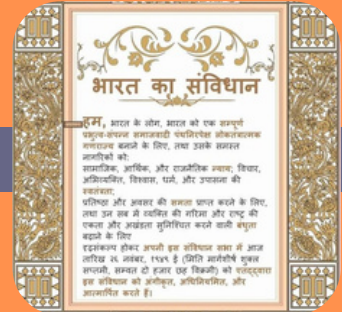 भारत का संविधान
हम, भारत के लोग, भारत को एक सम्पूर्ण
प्रभुत्व-संपन्न समाजवादी पंथनिरपेक्ष लोकतंत्रात्मक
गणराज्य बनाने के लिए, तथा उसके समस्त
नागरिकों को:
सामाजिक, आर्थिक, और राजनैतिक न्याय; विचार,
अभिव्यक्ति, विश्वास, धर्म, और उपासना की
स्वतंत्रता;
प्रतिष्ठा और अवसर की समता प्राप्त करने के लिए,
तथा उन सब में व्यक्ति की गरिमा और राष्ट्र की
एकता और अखंडता सुनिश्चित करने वाली बंधुता
बढ़ाने के लिए
दृढ़संकल्प होकर अपनी इस संविधान सभा में आज
तारीख २६ नवंबर, १९४९ ई (मिति मार्गशीर्ष शुक्ल
सप्तमी, सम्वत दो हजार छह विक्रमी) को एतद्द्वारा
इस संविधान को अंगीकृत, अधिनियमित, और
आत्मार्पित करते हैं।